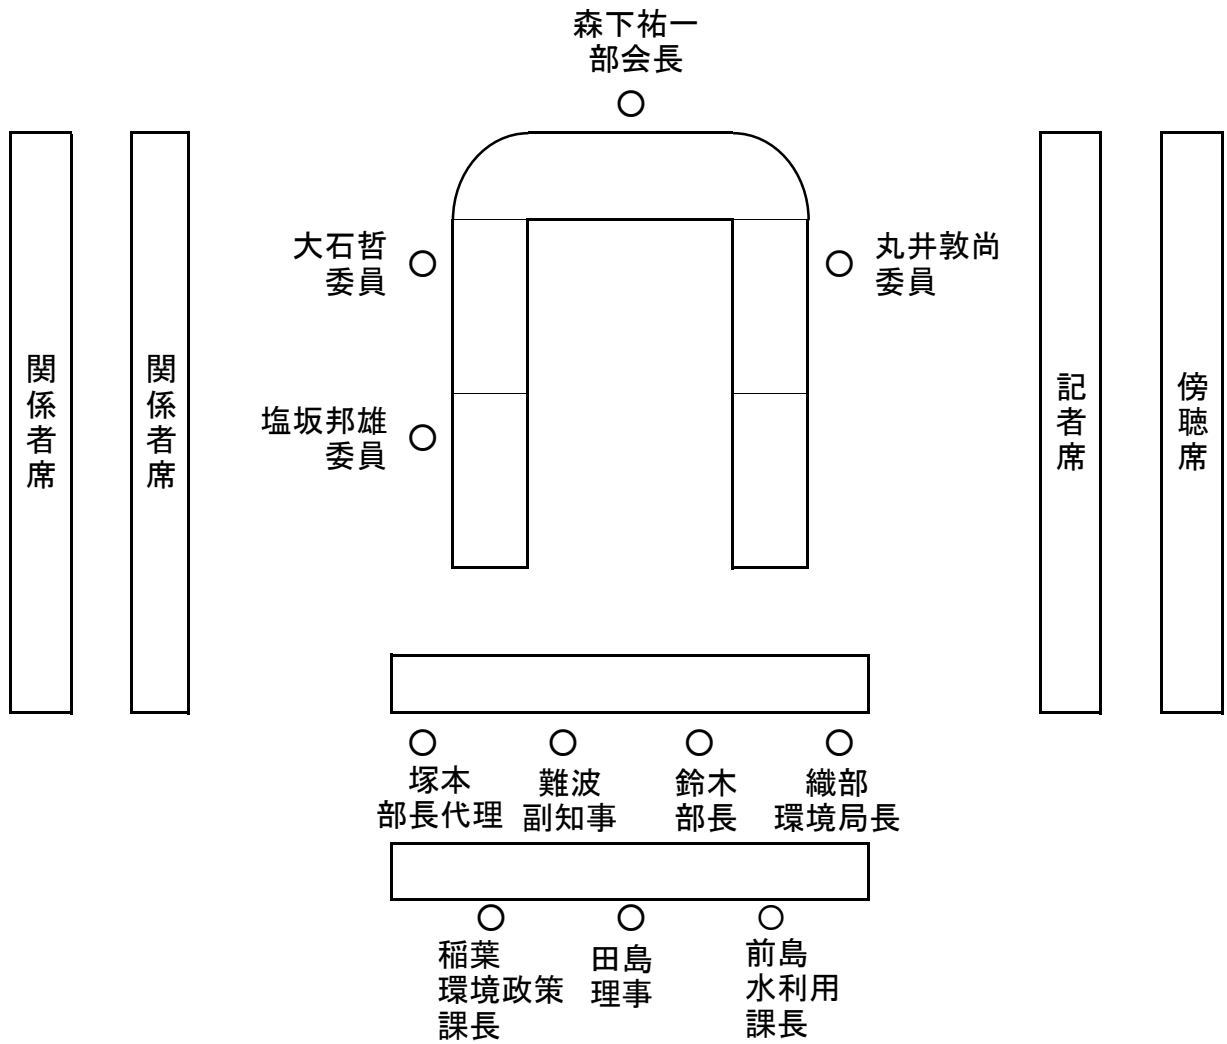 森下祐一
部会長
大石哲
委員
丸井敦尚
委員
塩坂邦雄
委員
関係者席
関係者席
記者席
傍聴席
塚本
部長代理
難波
副知事
鈴木
部長
織部
環境局長
稲葉
環境政策
課長
田島
理事
前島
水利用
課長